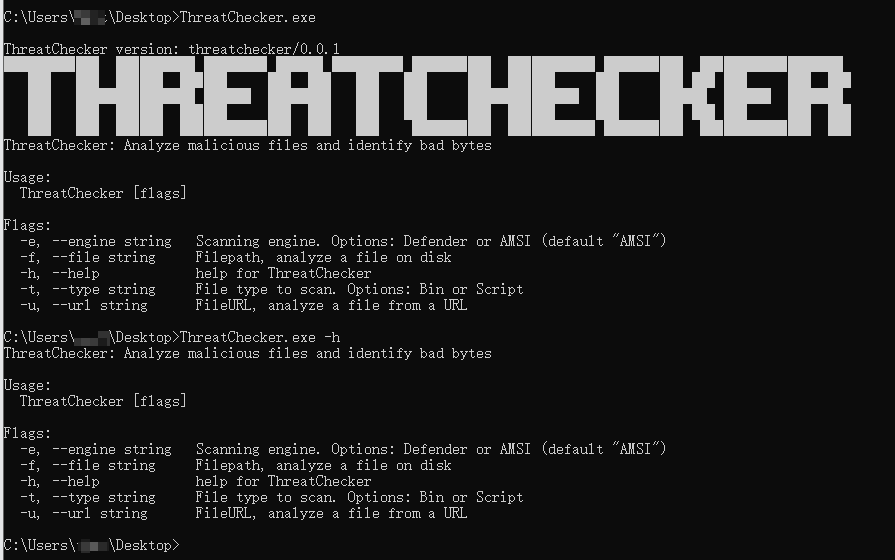 C:\Users\\Desktop>ThreatChecker.exe
ThreatChecker version: threatchecker/0.0.1
THREATCHECKER
ThreatChecker: Analyze malicious files and identify bad bytes
Usage:
ThreatChecker [flags]
Flags:
-e, --engine string Scanning engine. Options: Defender or AMSI (default "AMSI")
-f, --file string Filepath, analyze a file on disk
-h, --help help for ThreatChecker
-t, --type string File type to scan. Options: Bin or Script
-u, --url string FileURL, analyze a file from a URL
C:\Users\\Desktop>ThreatChecker.exe -h
ThreatChecker: Analyze malicious files and identify bad bytes
Usage:
ThreatChecker [flags]
Flags:
-e, --engine string Scanning engine. Options: Defender or AMSI (default "AMSI")
-f, --file string Filepath, analyze a file on disk
-h, --help help for ThreatChecker
-t, --type string File type to scan. Options: Bin or Script
-u, --url string FileURL, analyze a file from a URL
C:\Users\\Desktop>